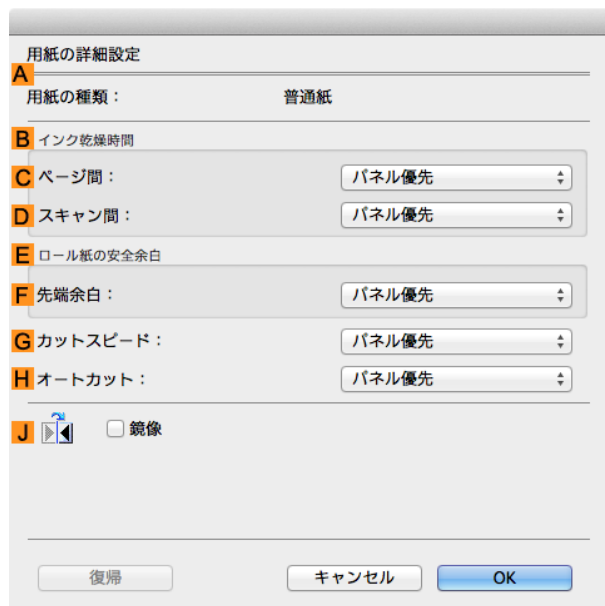 用紙の詳細設定
A
用紙の種類： 普通紙
B インク乾燥時間
C ページ間： パネル優先
D スキャン間： パネル優先
E ロール紙の安全余白
F 先端余白： パネル優先
G カットスピード： パネル優先
H オートカット： パネル優先
J 鏡像
復帰 キャンセル OK